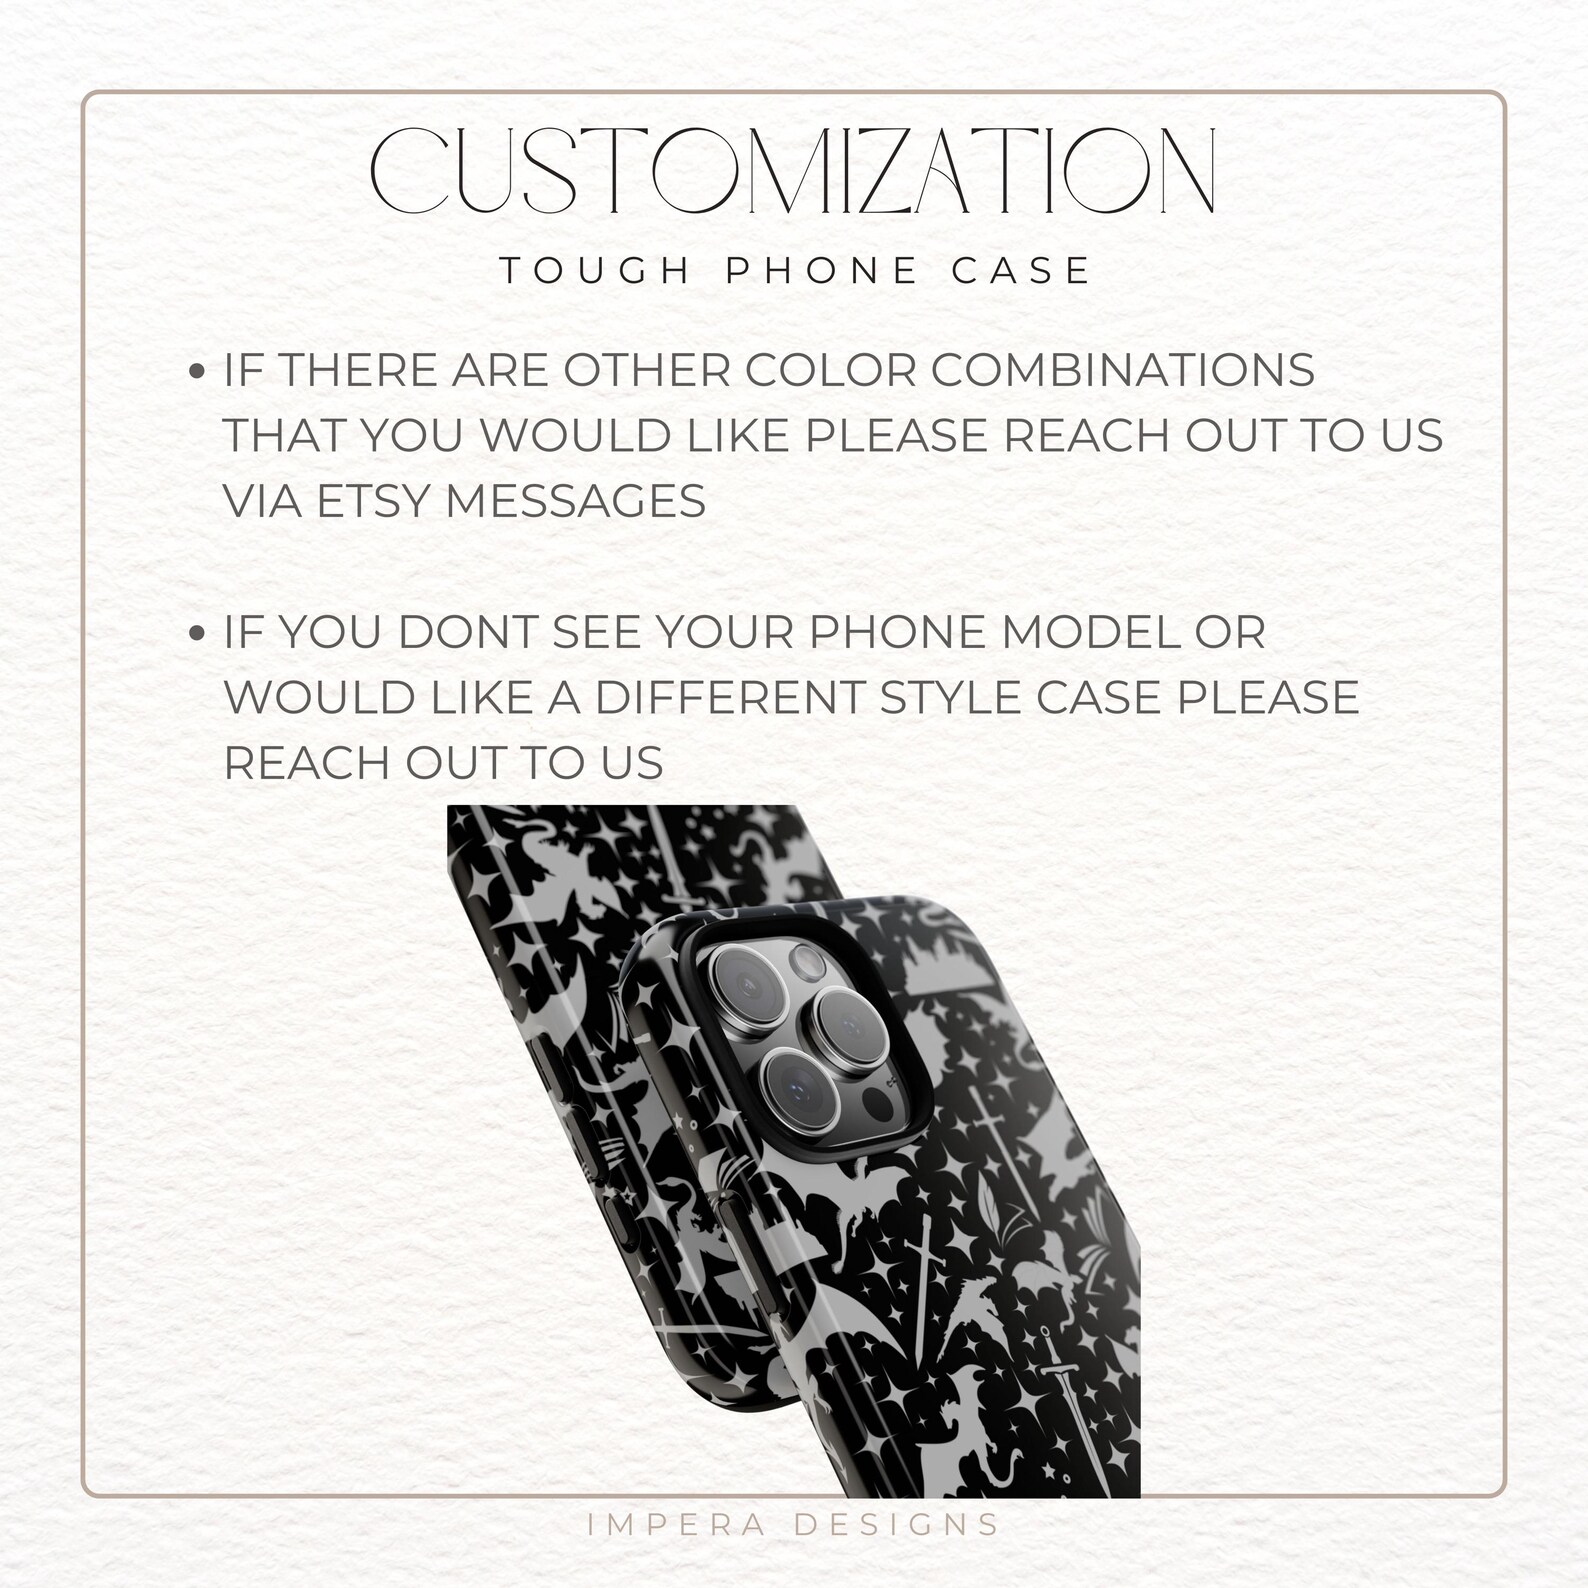 CUSTOMIZATION
TOUGH PHONE CASE
• IF THERE ARE OTHER COLOR COMBINATIONS
THAT YOU WOULD LIKE PLEASE REACH OUT TO US
VIA ETSY MESSAGES
• IF YOU DONT SEE YOUR PHONE MODEL OR
WOULD LIKE A DIFFERENT STYLE CASE PLEASE
REACH OUT TO US
IMPERA DESIGNS